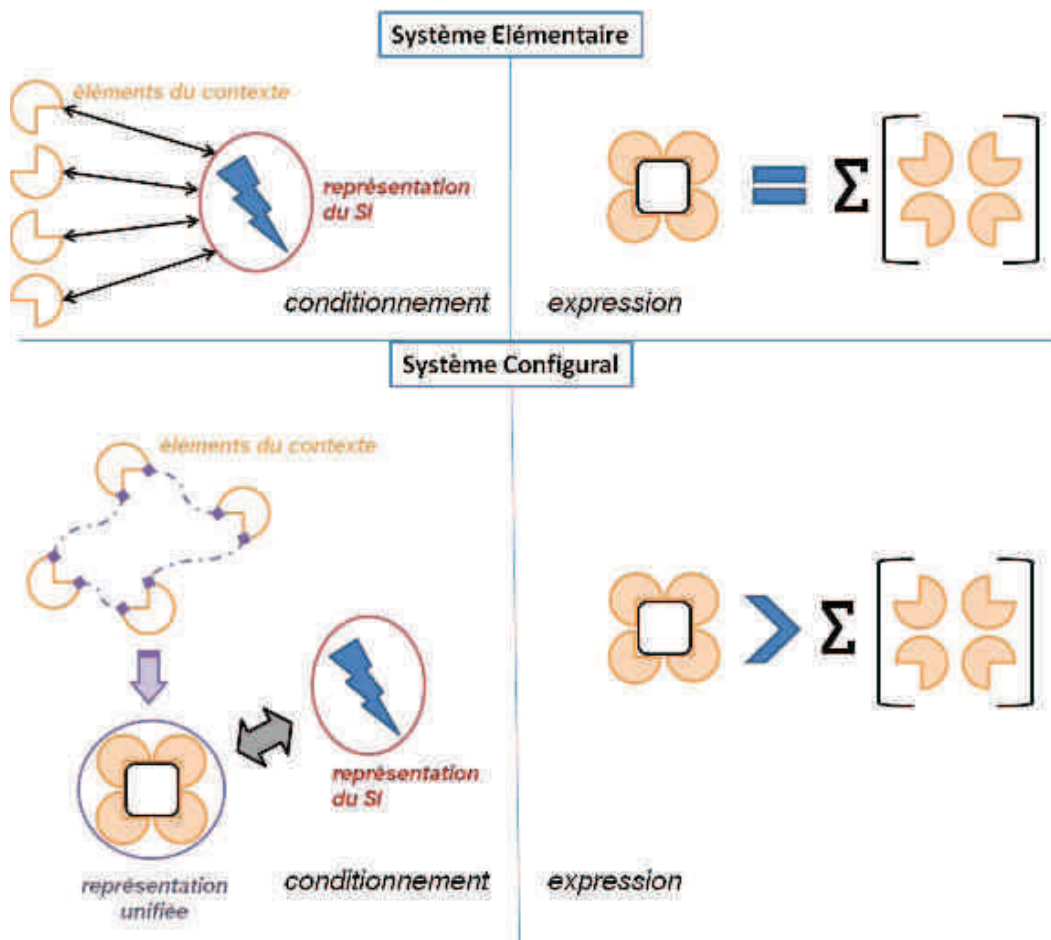 Système Elémentaire
éléments du contexte
représentation
du SI
conditionnement
expression
=
Σ
Système Configural
éléments du contexte
représentation
du SI
>
Σ
représentation
unifiée
conditionnement
expression